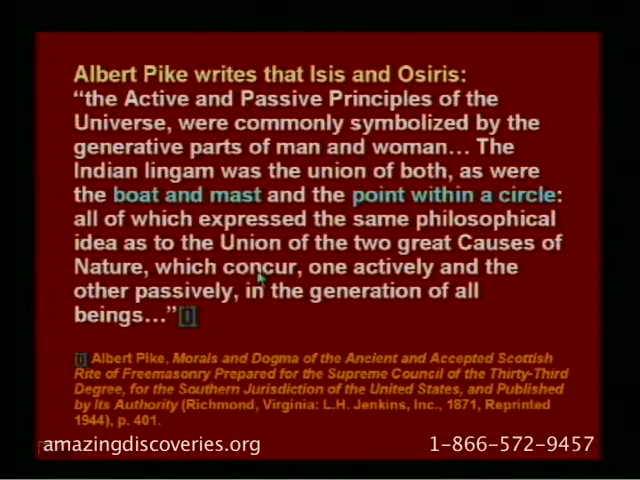 Albert Pike writes that Isis and Osiris:
“the Active and Passive Principles of the
Universe, were commonly symbolized by the
generative parts of man and woman… The
Indian lingam was the union of both, as were
the boat and mast and the point within a circle:
all of which expressed the same philosophical
idea as to the Union of the two great Causes of
Nature, which concur, one actively and the
other passively, in the generation of all
beings…”[i]
[i] Albert Pike, Morals and Dogma of the Ancient and Accepted Scottish
Rite of Freemasonry Prepared for the Supreme Council of the Thirty-Third
Degree, for the Southern Jurisdiction of the United States, and Published
by Its Authority (Richmond, Virginia: L.H. Jenkins, Inc., 1871, Reprinted
1944), p. 401.
amazingdiscoveries.org
1-866-572-9457